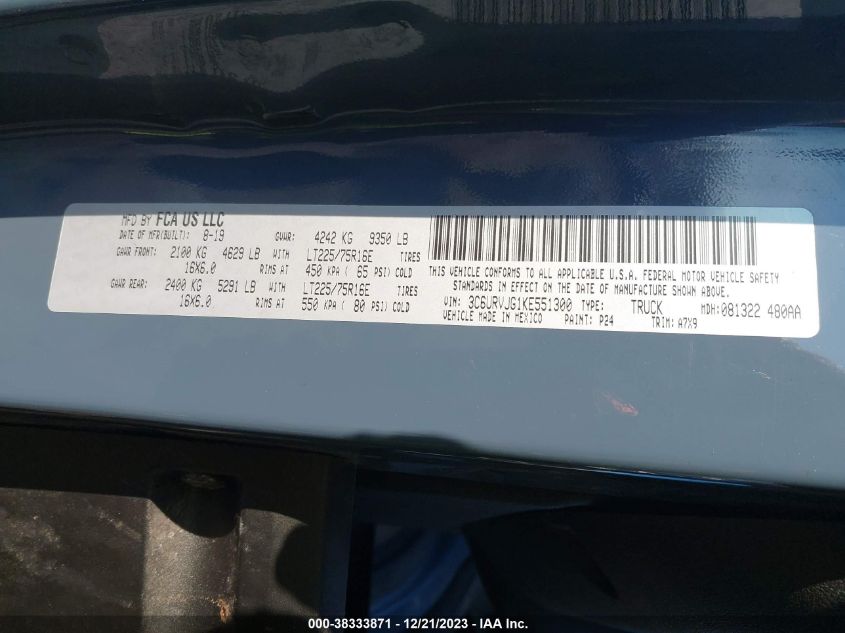 MFD BY FCA US LLC
DATE OF MFR(BUILT): 8-19 GVWR: 4242 KG 9350 LB
GAWR FRONT: 2100 KG 4629 LB WITH LT225/75R16E TIRES
16X6.0 RIMS AT 450 KPA ( 65 PSI) COLD
GAWR REAR: 2400 KG 5291 LB WITH LT225/75R16E TIRES
16X6.0 RIMS AT 550 KPA ( 80 PSI) COLD
THIS VEHICLE CONFORMS TO ALL APPLICABLE U.S.A. FEDERAL MOTOR VEHICLE SAFETY
STANDARDS IN EFFECT ON THE DATE OF MANUFACTURE SHOWN ABOVE.
VIN: 3C6URVJG1KE551300 TYPE: TRUCK MDH:081322 480AA
VEHICLE MADE IN MEXICO PAINT: P24 TRIM: A7X9
000-38333871 - 12/21/2023 - IAA Inc.